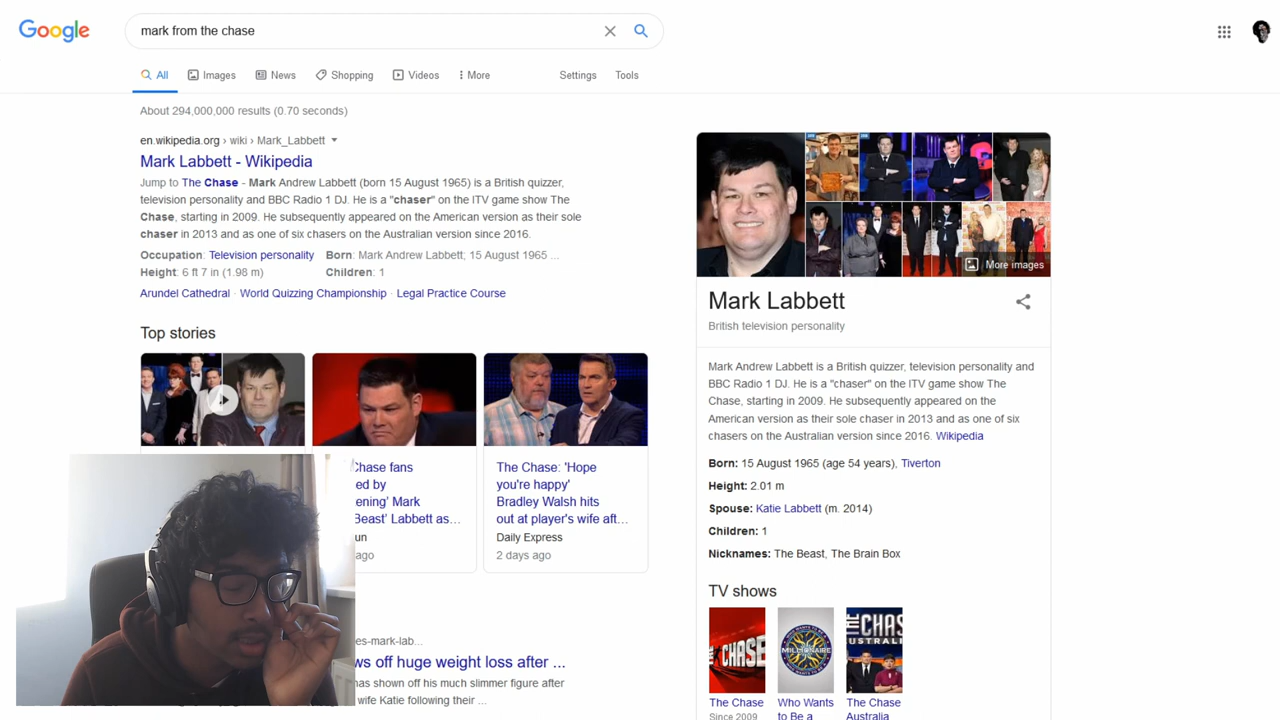 Google
mark from the chase
All
Images
News
Shopping
Videos
More
Settings
Tools
About 294,000,000 results (0.70 seconds)
en.wikipedia.org › wiki › Mark_Labbett
Mark Labbett - Wikipedia
Jump to The Chase - Mark Andrew Labbett (born 15 August 1965) is a British quizzer,
television personality and BBC Radio 1 DJ. He is a "chaser" on the ITV game show The
Chase, starting in 2009. He subsequently appeared on the American version as their sole
chaser in 2013 and as one of six chasers on the Australian version since 2016.
Occupation: Television personality Born: Mark Andrew Labbett; 15 August 1965 ...
Height: 6 ft 7 in (1.98 m) Children: 1
Arundel Cathedral · World Quizzing Championship · Legal Practice Course
Top stories
Chase fans
ed by
ening' Mark
Beast' Labbett as...
un
ago
The Chase: 'Hope
you're happy'
Bradley Walsh hits
out at player's wife aft...
Daily Express
2 days ago
es-mark-lab...
ws off huge weight loss after ...
has shown off his much slimmer figure after
wife Katie following their ...
More images
Mark Labbett
British television personality
Mark Andrew Labbett is a British quizzer, television personality and
BBC Radio 1 DJ. He is a "chaser" on the ITV game show The
Chase, starting in 2009. He subsequently appeared on the
American version as their sole chaser in 2013 and as one of six
chasers on the Australian version since 2016. Wikipedia
Born: 15 August 1965 (age 54 years), Tiverton
Height: 2.01 m
Spouse: Katie Labbett (m. 2014)
Children: 1
Nicknames: The Beast, The Brain Box
TV shows
CHASE
MILLIONAIRE
THE CHAS
AUSTRALI
The Chase
Since 2009
Who Wants
to Be a
The Chase
Australia